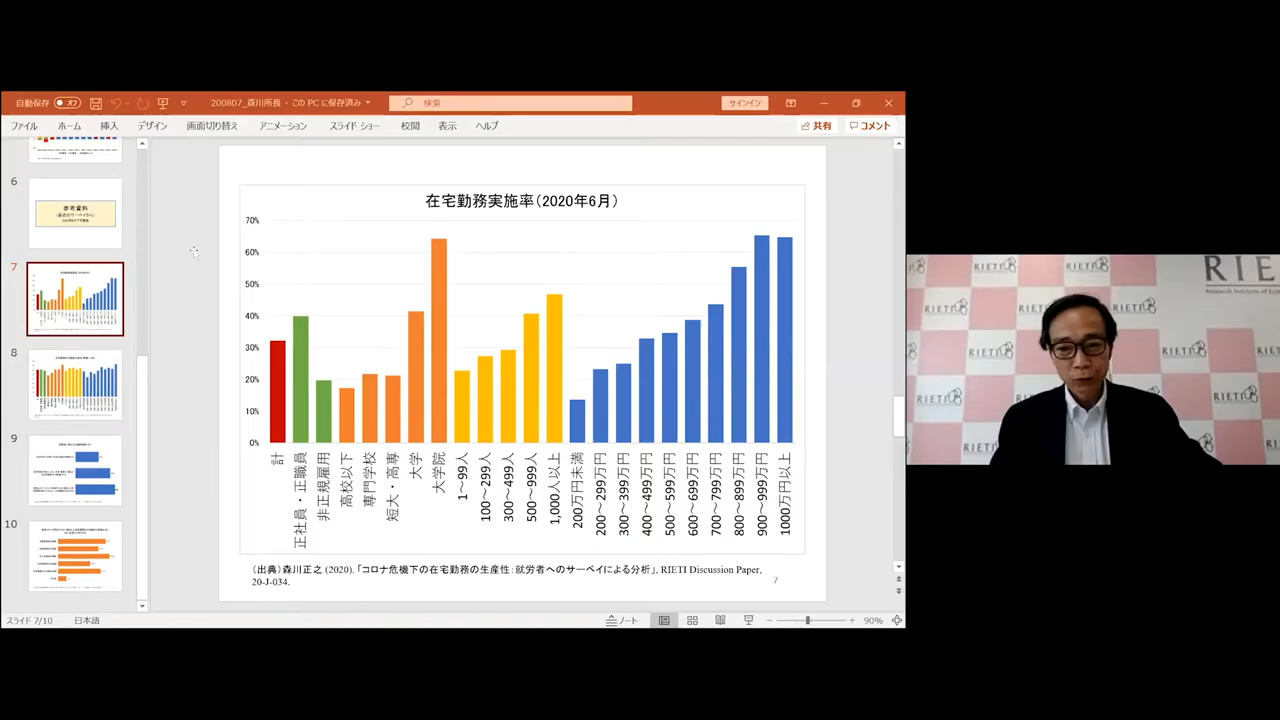 自動保存 オフ
200807_森川所長 - この PC に保存済み
検索
サインイン
ファイル ホーム 挿入 デザイン 画面切り替え アニメーション スライド ショー 校閲 表示 ヘルプ
共有 コメント
6
参考資料
7
8
9
10
在宅勤務実施率(2020年6月)
70%
60%
50%
40%
30%
20%
10%
0%
計
正社員・正職員
非正規雇用
高校以下
専門学校
短大・高専
大学
大学院
1~99人
100~299人
300~499人
500~999人
1,000人以上
200万円未満
200~299万円
300~399万円
400~499万円
500~599万円
600~699万円
700~799万円
800~899万円
900~999万円
1000万円以上
(出典)森川正之 (2020).「コロナ危機下の在宅勤務の生産性:就労者へのサーベイによる分析」, RIETI Discussion Paper,
20-J-034.
7
スライド 7/10 日本語
ノート
90%
RIETI RIETI RIE
RIETI RIETI
RIETI RIETI
RIETI RIETI